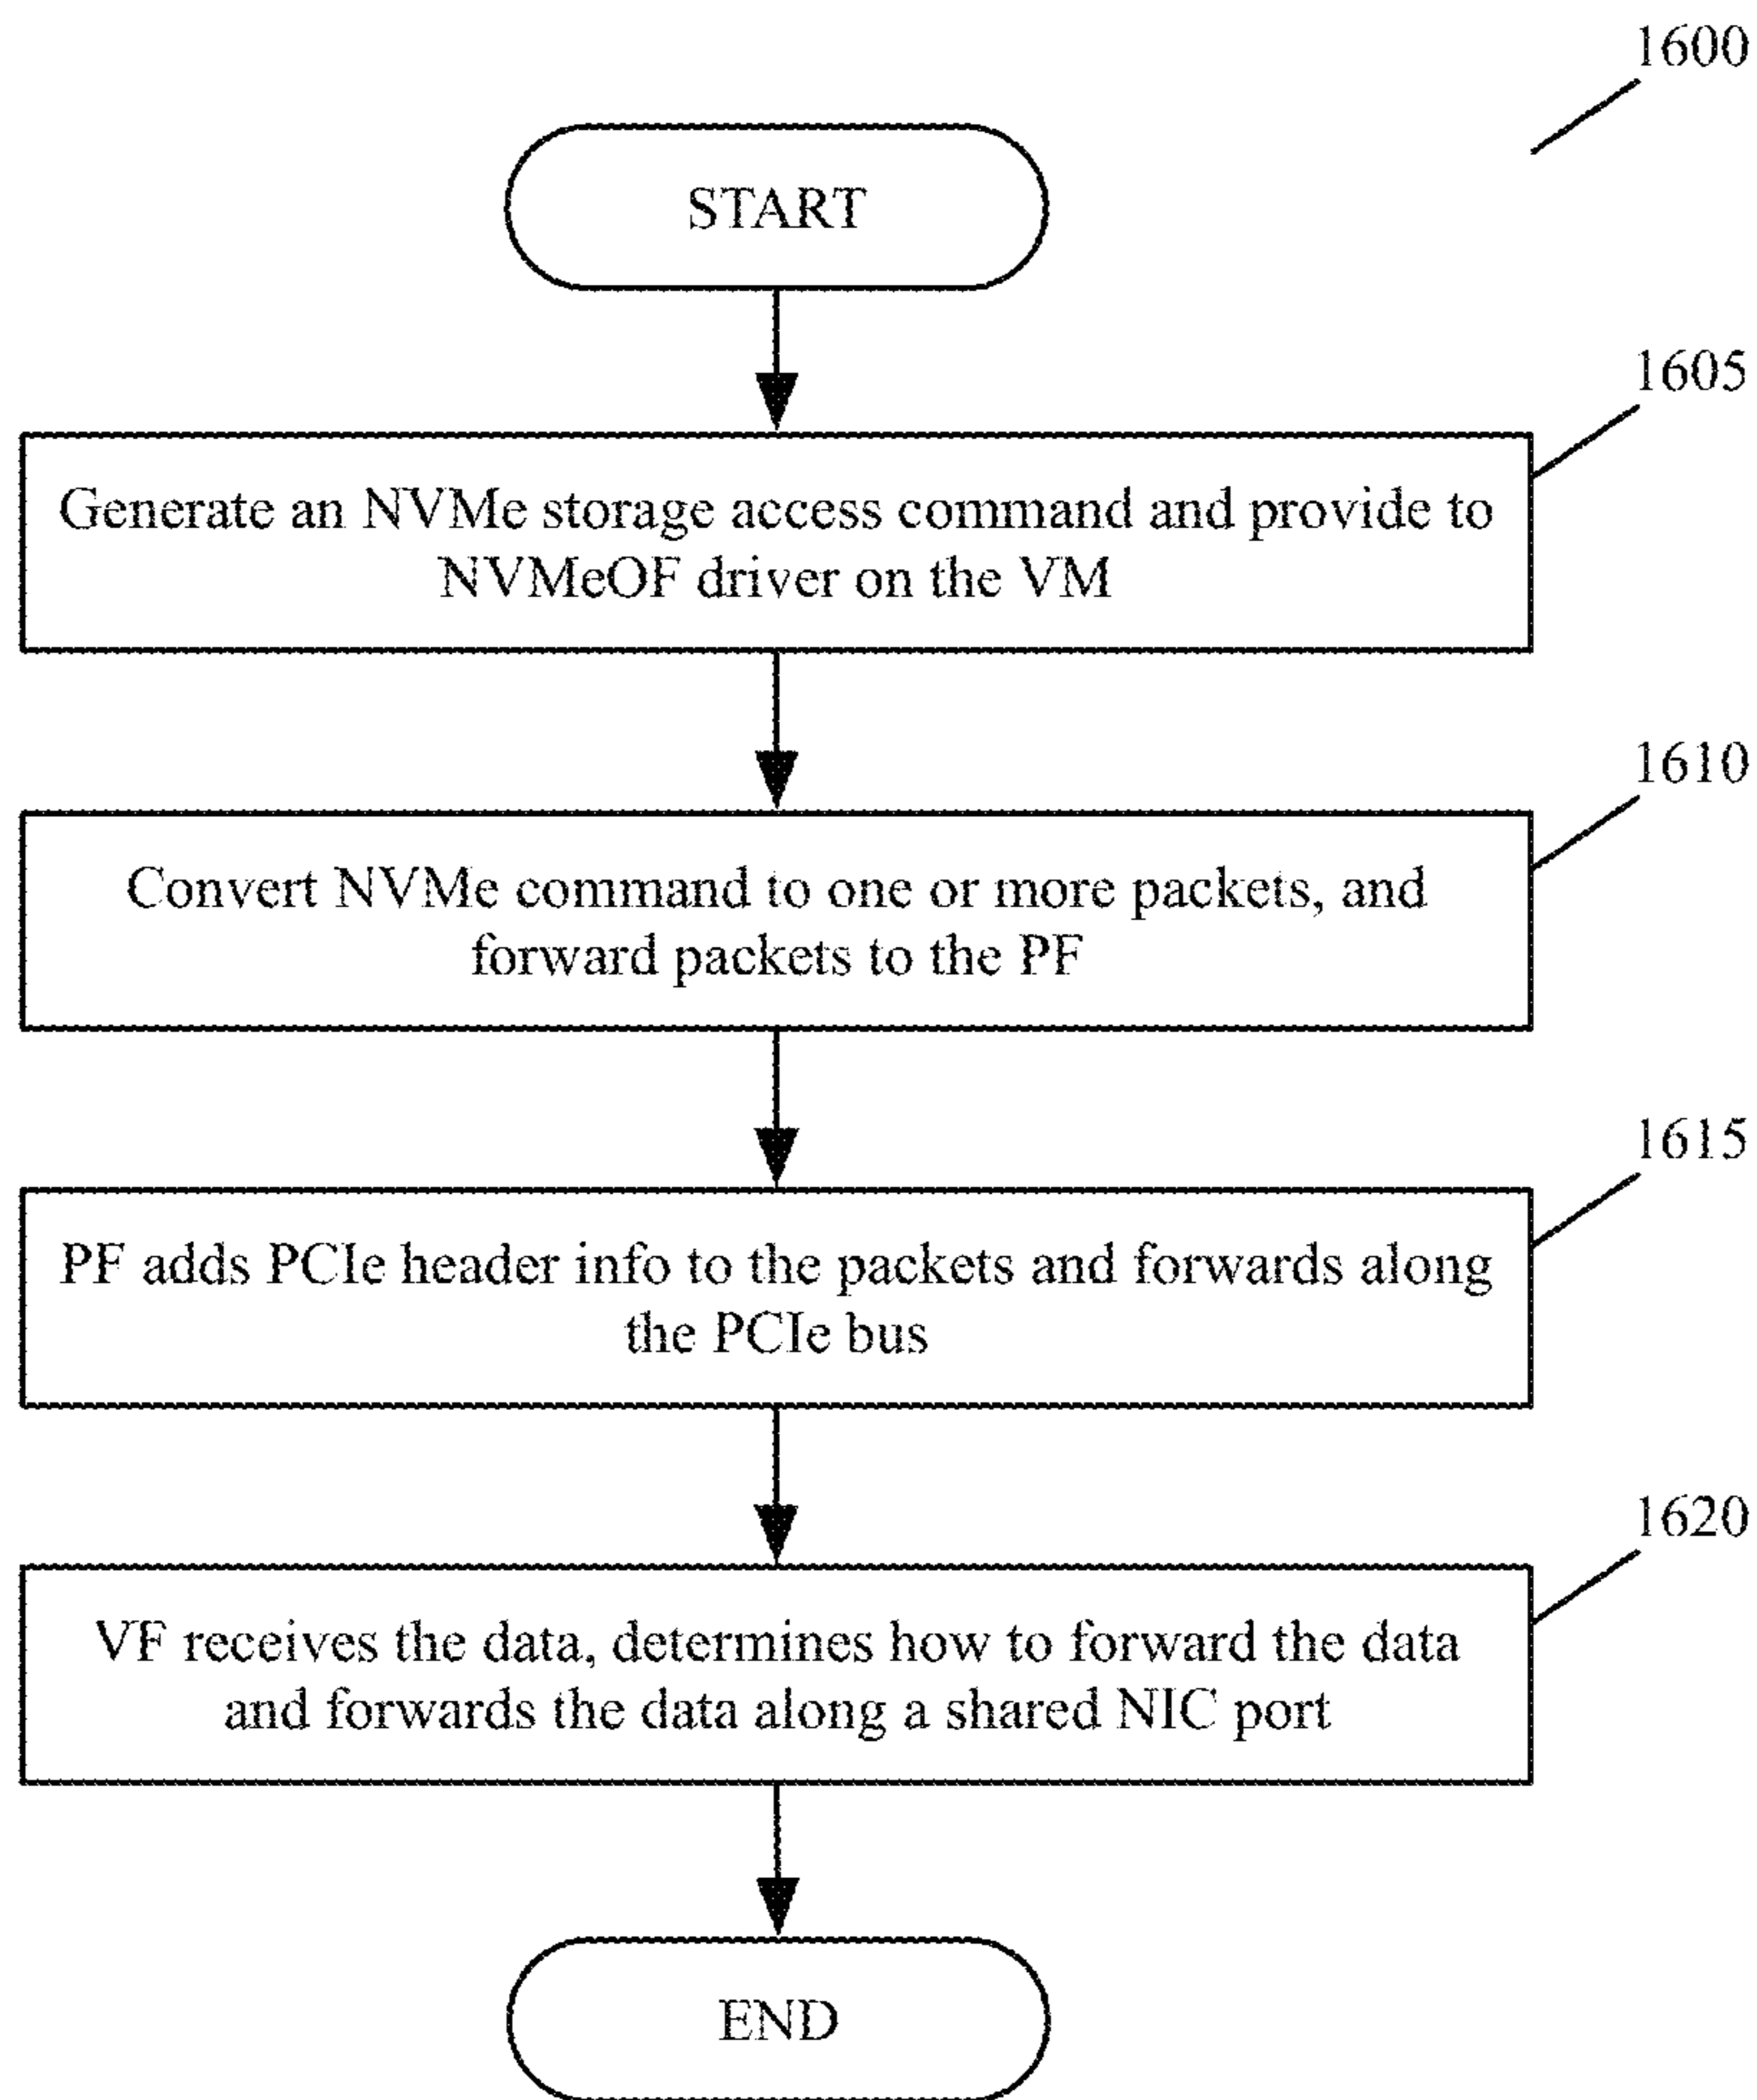 1600
START
1605
Generate an NVMe storage access command and provide to
NVMeOF driver on the VM
1610
Convert NVMe command to one or more packets, and
forward packets to the PF
1615
PF adds PCIe header info to the packets and forwards along
the PCIe bus
1620
VF receives the data, determines how to forward the data
and forwards the data along a shared NIC port
END